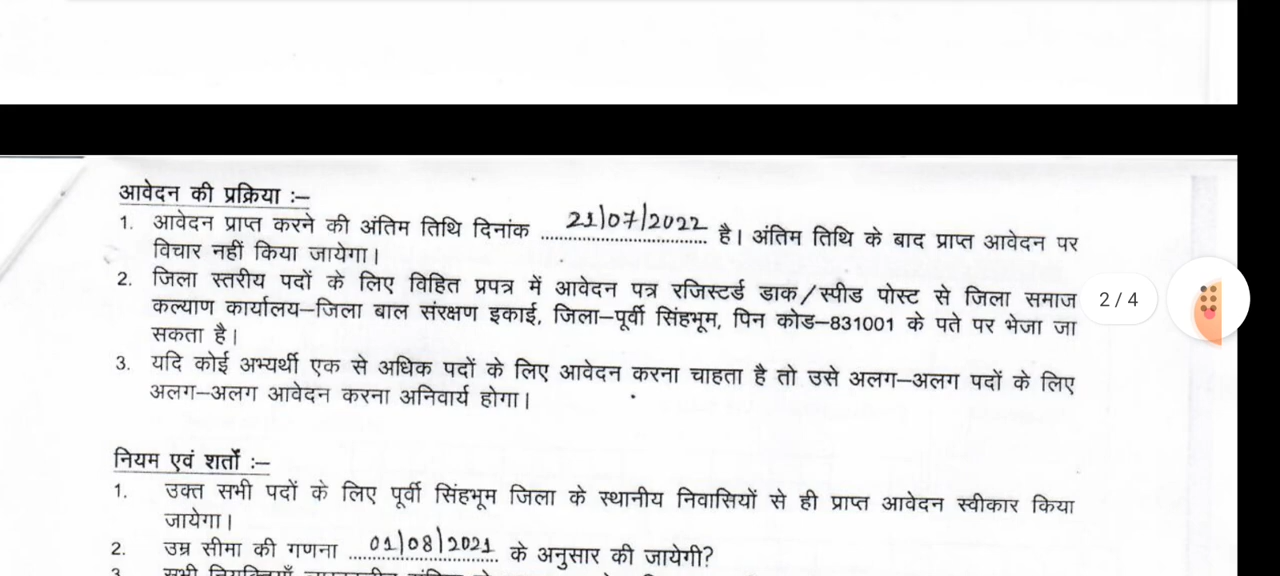 आवेदन की प्रक्रिया :–
1. आवेदन प्राप्त करने की अंतिम तिथि दिनांक 21/07/2022 है। अंतिम तिथि के बाद प्राप्त आवेदन पर
विचार नहीं किया जायेगा।
2. जिला स्तरीय पदों के लिए विहित प्रपत्र में आवेदन पत्र रजिस्टर्ड डाक/स्पीड पोस्ट से जिला समाज
कल्याण कार्यालय–जिला बाल संरक्षण इकाई, जिला–पूर्वी सिंहभूम, पिन कोड–831001 के पते पर भेजा जा
सकता है।
3. यदि कोई अभ्यर्थी एक से अधिक पदों के लिए आवेदन करना चाहता है तो उसे अलग–अलग पदों के लिए
अलग–अलग आवेदन करना अनिवार्य होगा।
2 / 4
नियम एवं शर्तों :–
1. उक्त सभी पदों के लिए पूर्वी सिंहभूम जिला के स्थानीय निवासियों से ही प्राप्त आवेदन स्वीकार किया
जायेगा।
2. उम्र सीमा की गणना 01/08/2021 के अनुसार की जायेगी?
3. सभी नियुक्तियाँ